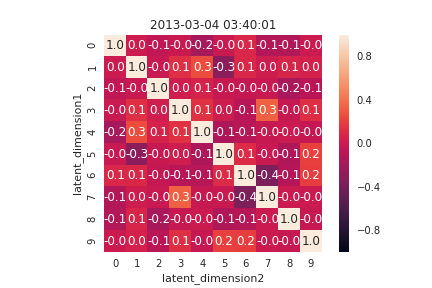 2013-03-04 03:40:01
latent_dimension1
0 1.0 0.0 -0.1 -0.0 -0.2 -0.0 0.1 -0.1 -0.1 -0.0
1 0.0 1.0 -0.0 0.1 0.3 -0.3 0.1 0.0 0.1 0.0
2 -0.1 -0.0 1.0 0.0 0.1 -0.0 -0.1 -0.0 -0.2 -0.1
3 -0.0 0.1 0.0 1.0 0.1 -0.0 -0.1 0.3 -0.0 0.1
4 -0.2 0.3 0.1 0.1 1.0 -0.1 -0.1 -0.0 -0.0 -0.0
5 -0.0 -0.3 -0.0 -0.0 -0.1 1.0 0.1 -0.0 -0.1 0.2
6 0.1 0.1 -0.1 -0.1 -0.1 0.1 1.0 -0.4 -0.1 0.2
7 -0.1 0.0 -0.0 0.3 -0.0 -0.0 -0.4 1.0 -0.0 -0.0
8 -0.1 0.1 -0.2 -0.0 -0.0 -0.1 -0.1 -0.0 1.0 -0.0
9 -0.0 0.0 -0.1 0.1 -0.0 0.2 0.2 -0.0 -0.0 1.0
0 1 2 3 4 5 6 7 8 9
latent_dimension2
0.8
0.4
0.0
−0.4
−0.8